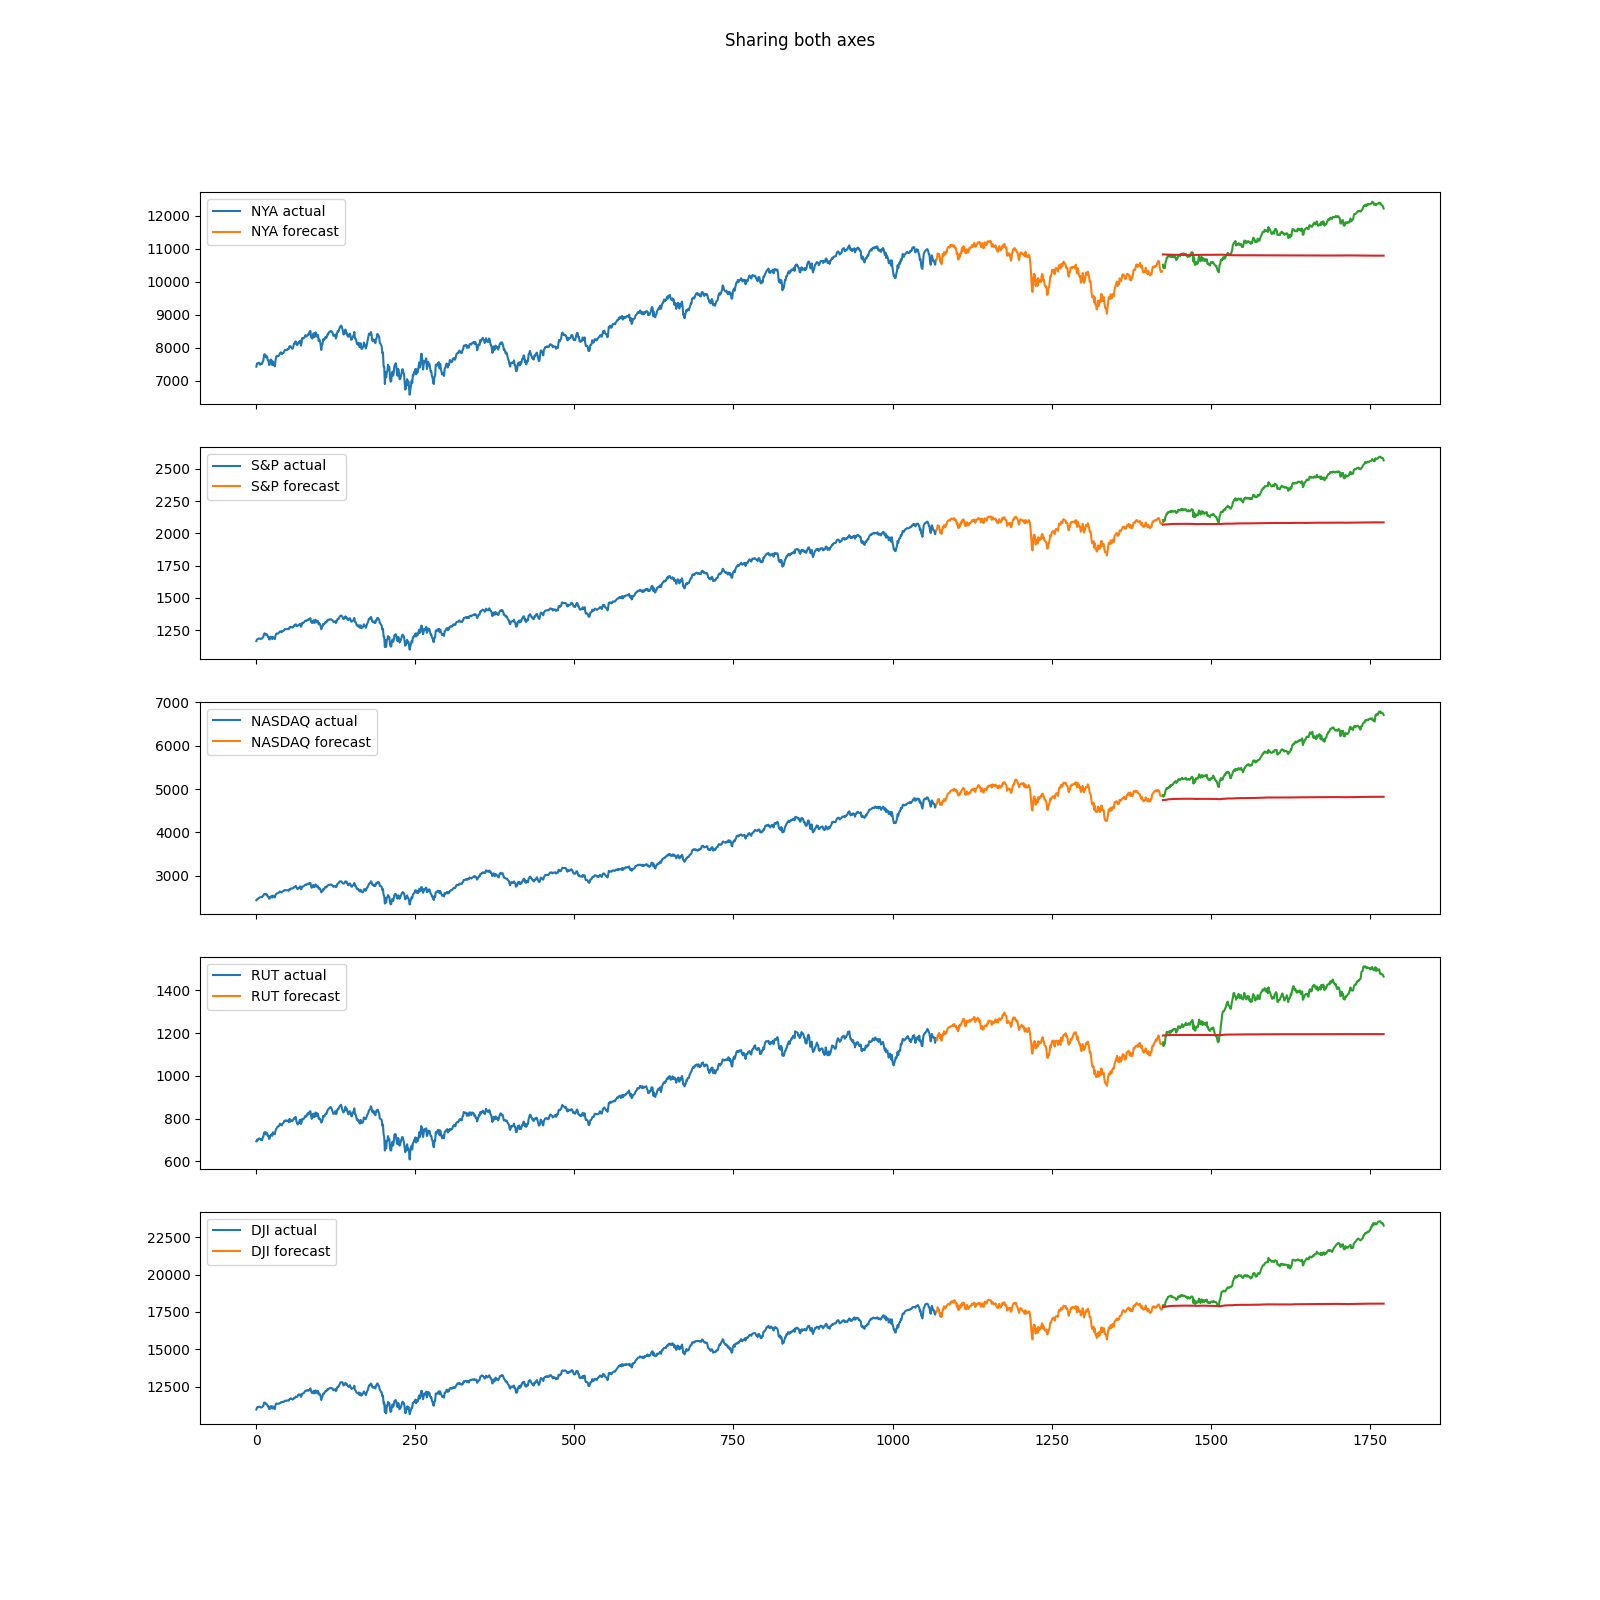 Sharing both axes
NYA actual
NYA forecast
12000
11000
10000
9000
8000
7000
S&P actual
S&P forecast
2500
2250
2000
1750
1500
1250
NASDAQ actual
NASDAQ forecast
7000
6000
5000
4000
3000
RUT actual
RUT forecast
1400
1200
1000
800
600
DJI actual
DJI forecast
22500
20000
17500
15000
12500
0 250 500 750 1000 1250 1500 1750